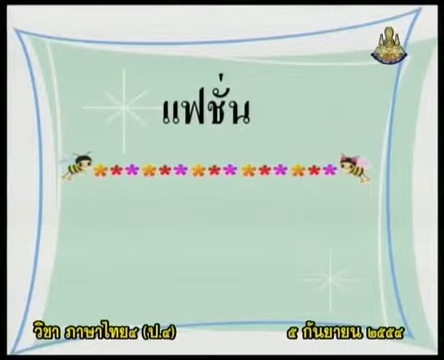 แฟชั่น
วิชา ภาษาไทย๔ (ป.๔)
๕ กันยายน ๒๕๕๔